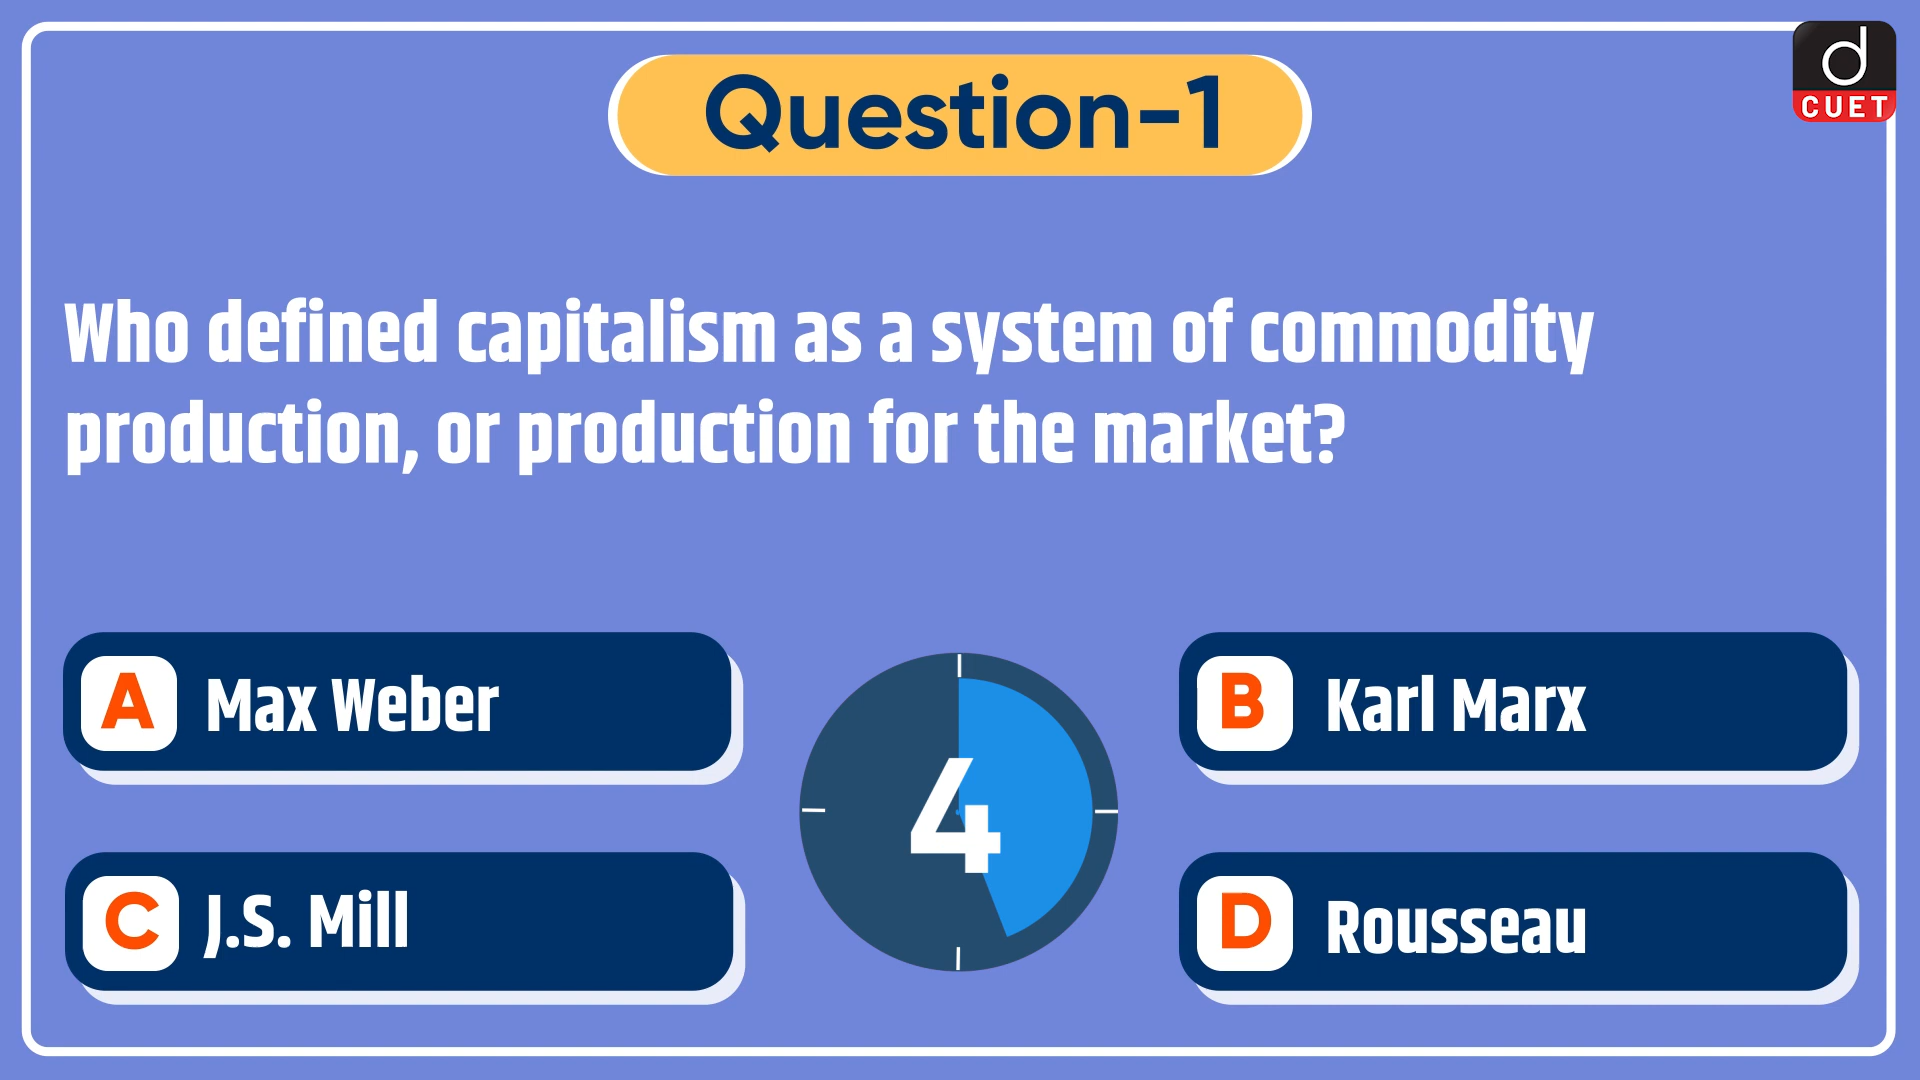 Question-1
d
CUET
Who defined capitalism as a system of commodity
production, or production for the market?
A Max Weber
B Karl Marx
4
C J.S. Mill
D Rousseau